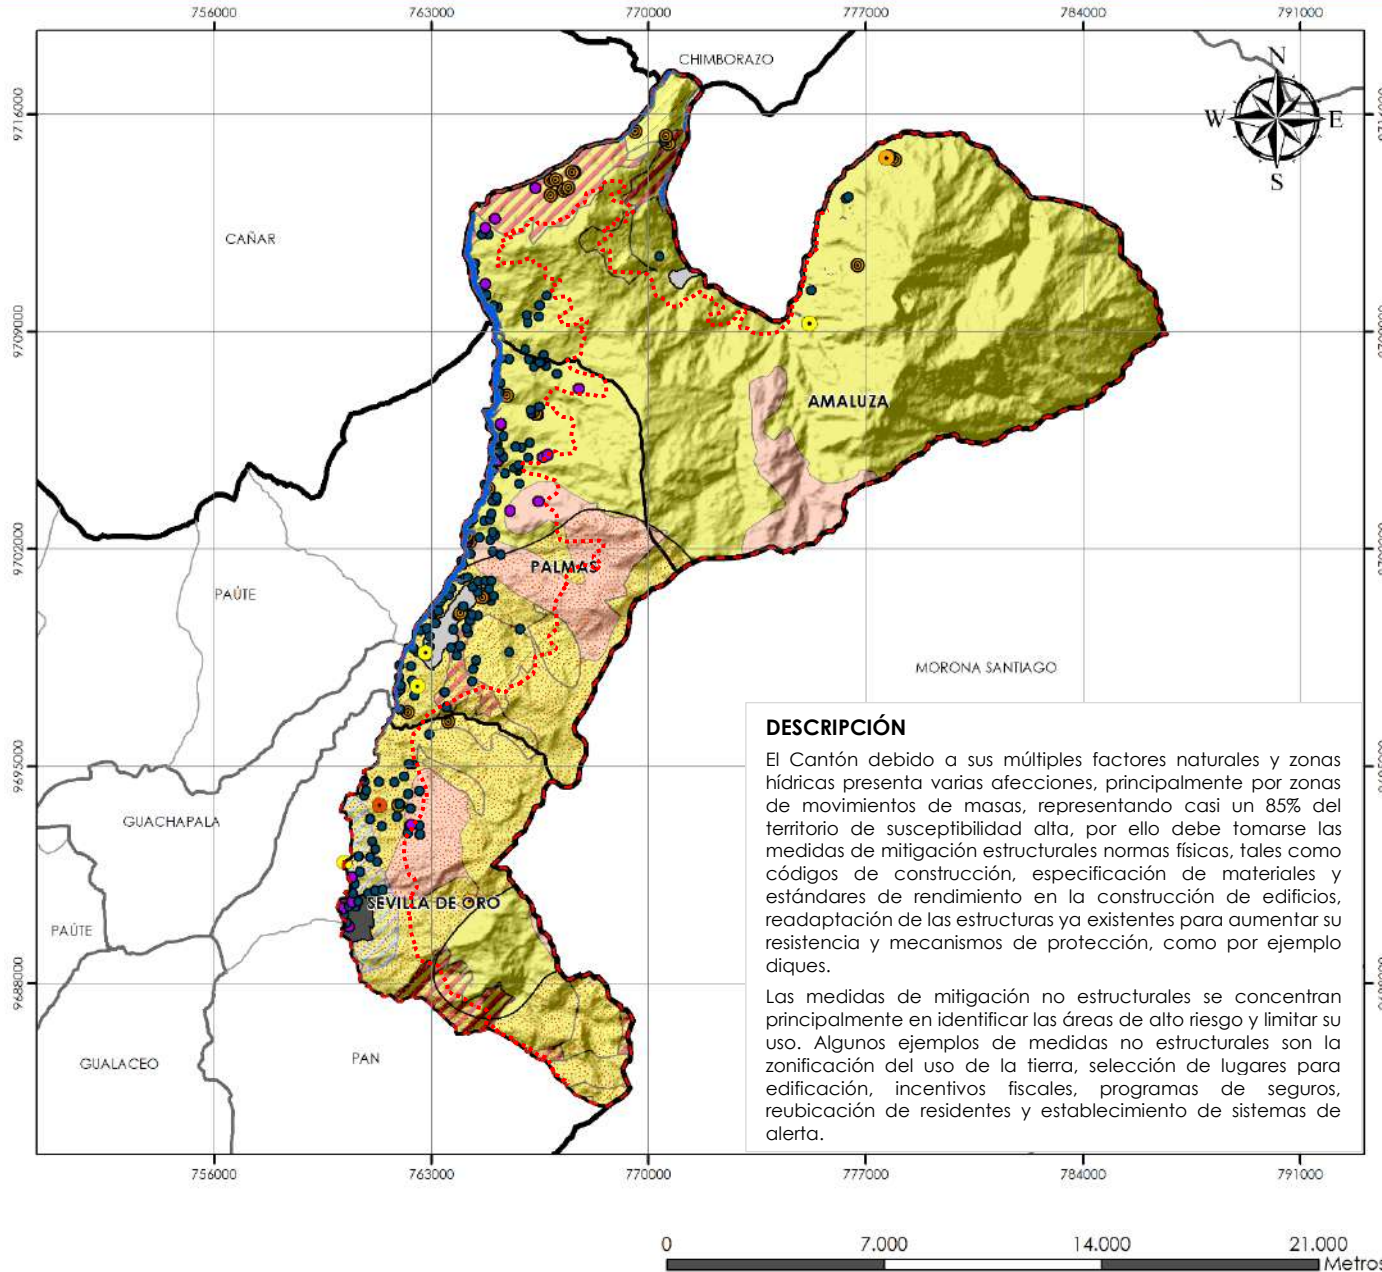 756000 763000 770000 777000 784000 791000
CHIMBORAZO
N
W E
S
9716000
CAÑAR
9709000
AMALUZA
9702000
PALMAS
PAÚTE
MORONA SANTIAGO
DESCRIPCIÓN
El Cantón debido a sus múltiples factores naturales y zonas
hídricas presenta varias afecciones, principalmente por zonas
de movimientos de masas, representando casi un 85% del
territorio de susceptibilidad alta, por ello debe tomarse las
medidas de mitigación estructurales normas físicas, tales como
códigos de construcción, especificación de materiales y
estándares de rendimiento en la construcción de edificios,
readaptación de las estructuras ya existentes para aumentar su
resistencia y mecanismos de protección, como por ejemplo
diques.
Las medidas de mitigación no estructurales se concentran
principalmente en identificar las áreas de alto riesgo y limitar su
uso. Algunos ejemplos de medidas no estructurales son la
zonificación del uso de la tierra, selección de lugares para
edificación, incentivos fiscales, programas de seguros,
reubicación de residentes y establecimiento de sistemas de
alerta.
9695000
GUACHAPALA
SEVILLA DE ORO
PAÚTE
9688000
GUALACEO
PAN
756000 763000 770000 777000 784000 791000
0 7.000 14.000 21.000
Metros